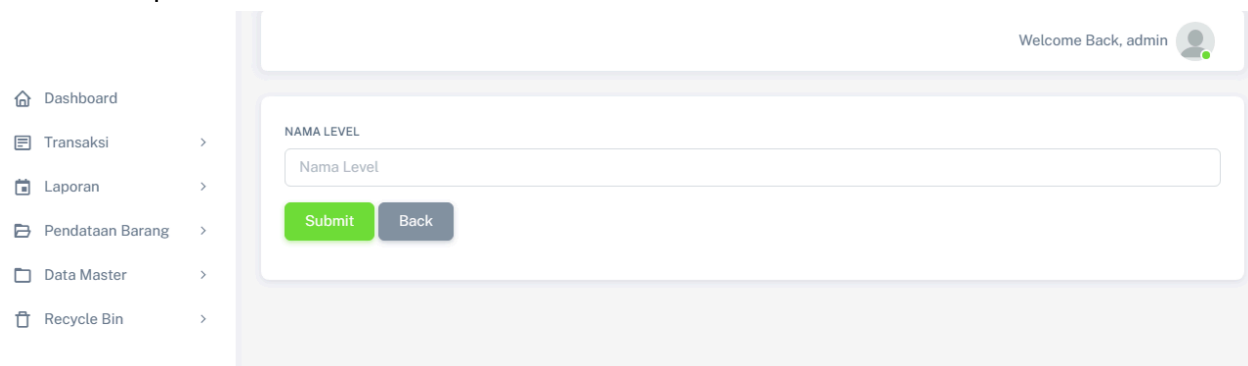 Welcome Back, admin
Dashboard
Transaksi
Laporan
Pendataan Barang
Data Master
Recycle Bin
NAMA LEVEL
Nama Level
Submit
Back